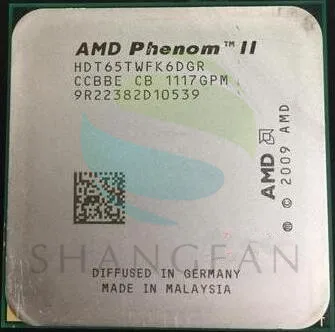 AMD Phenom™ II
HDT65TWFK6DGR
CCBBE CB 1117GPM
9R22382D10539
AMD
© 2009 AMD
SHANGFAN
DIFFUSED IN GERMANY
MADE IN MALAYSIA